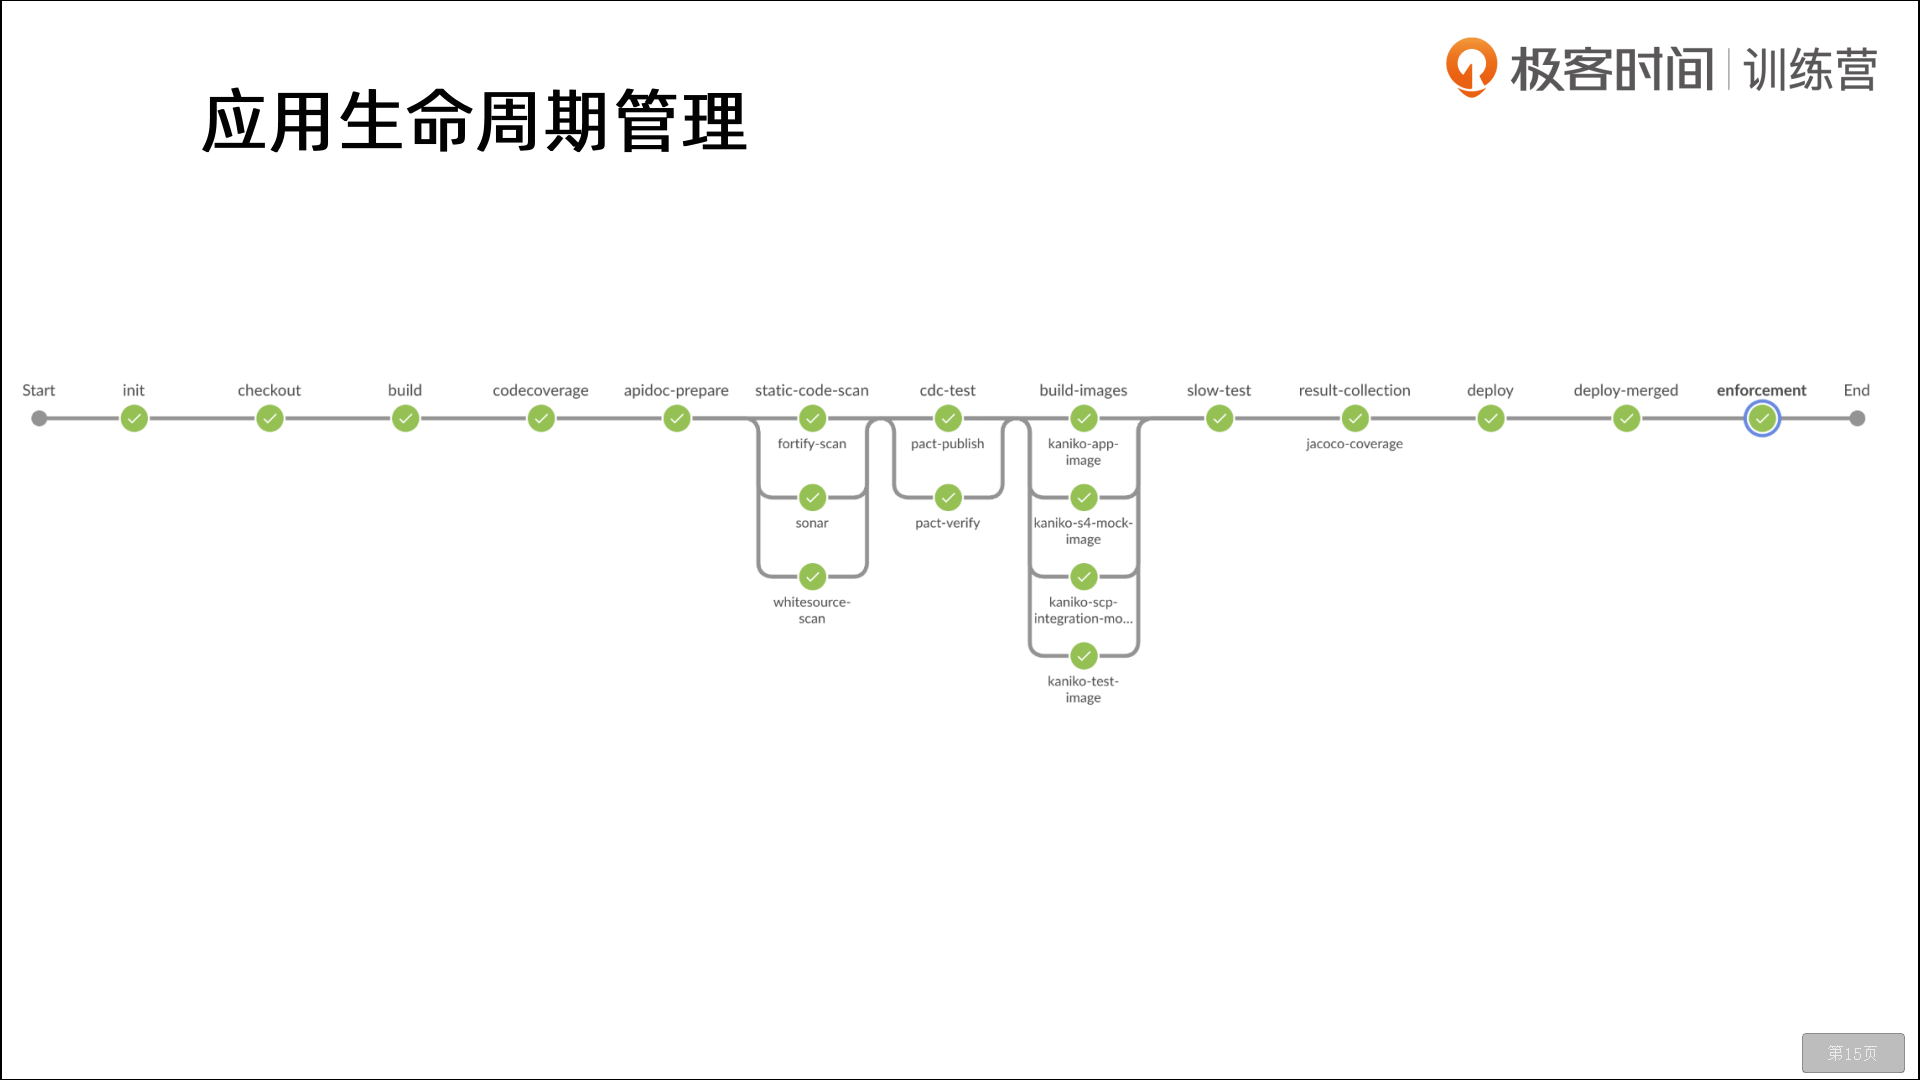 极客时间 训练营
应用生命周期管理
Start init checkout build codecoverage apidoc-prepare static-code-scan cdc-test build-images slow-test result-collection deploy deploy-merged enforcement End
fortify-scan
sonar
whitesource-
scan
pact-publish
pact-verify
kaniko-app-
image
kaniko-s4-mock-
image
kaniko-scp-
integration-mo...
kaniko-test-
image
jacoco-coverage
第15页